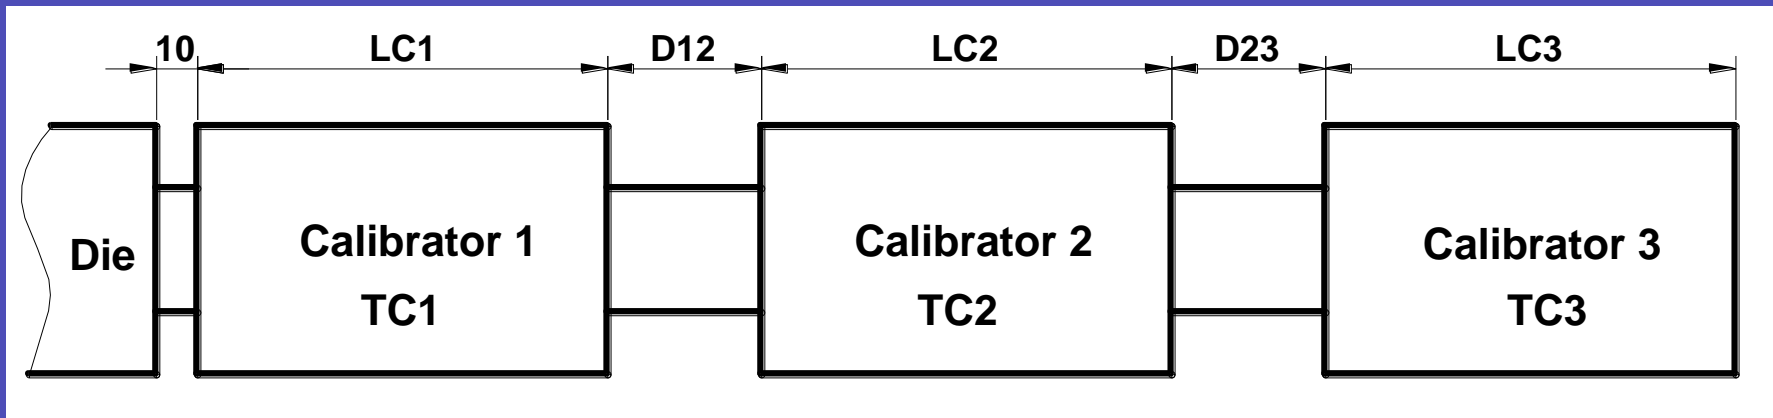 10 LC1 D12 LC2 D23 LC3
Die
Calibrator 1
TC1
Calibrator 2
TC2
Calibrator 3
TC3